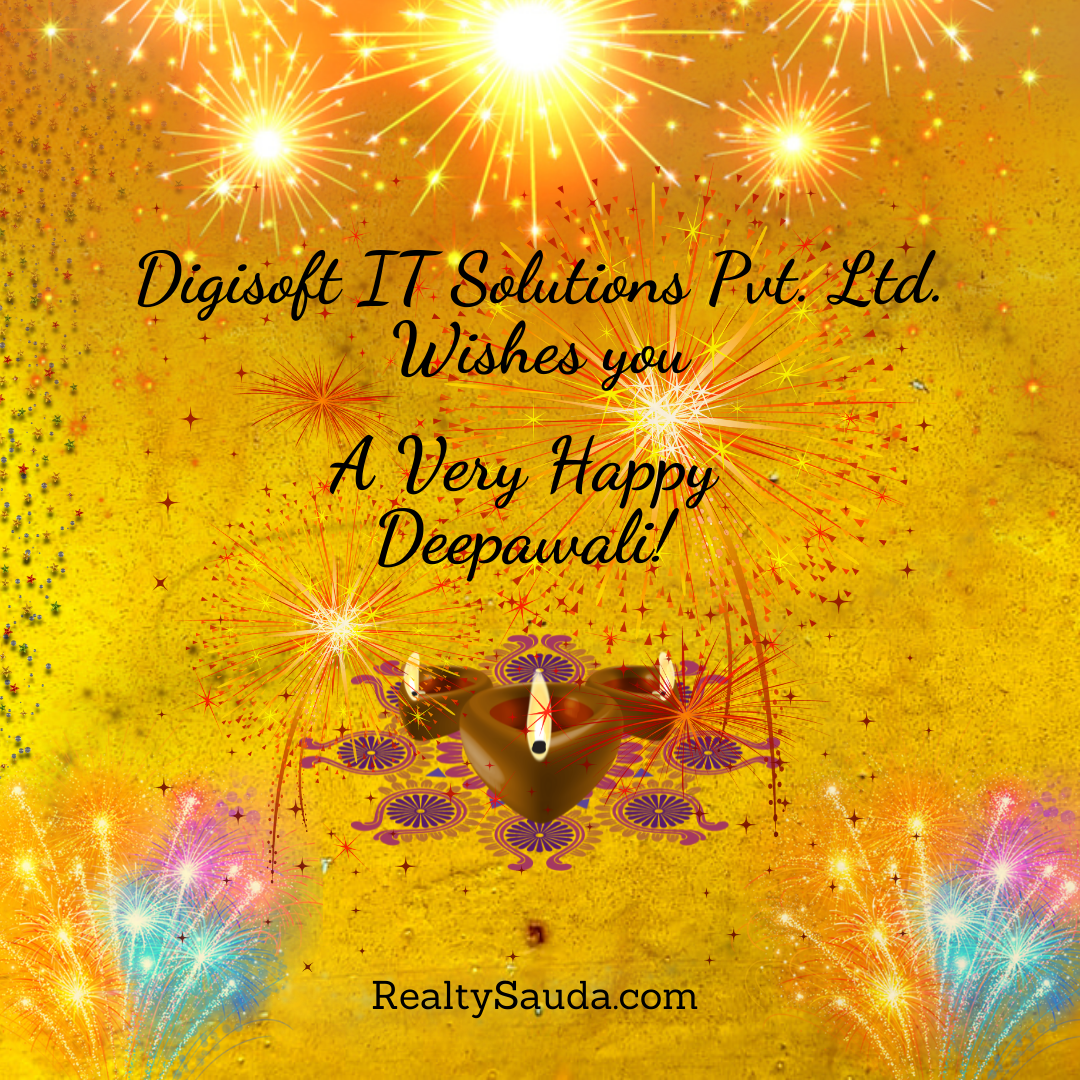 Digisoft IT Solutions Pvt. Ltd.
Wishes you
A Very Happy
Deepawali!
RealtySauda.com